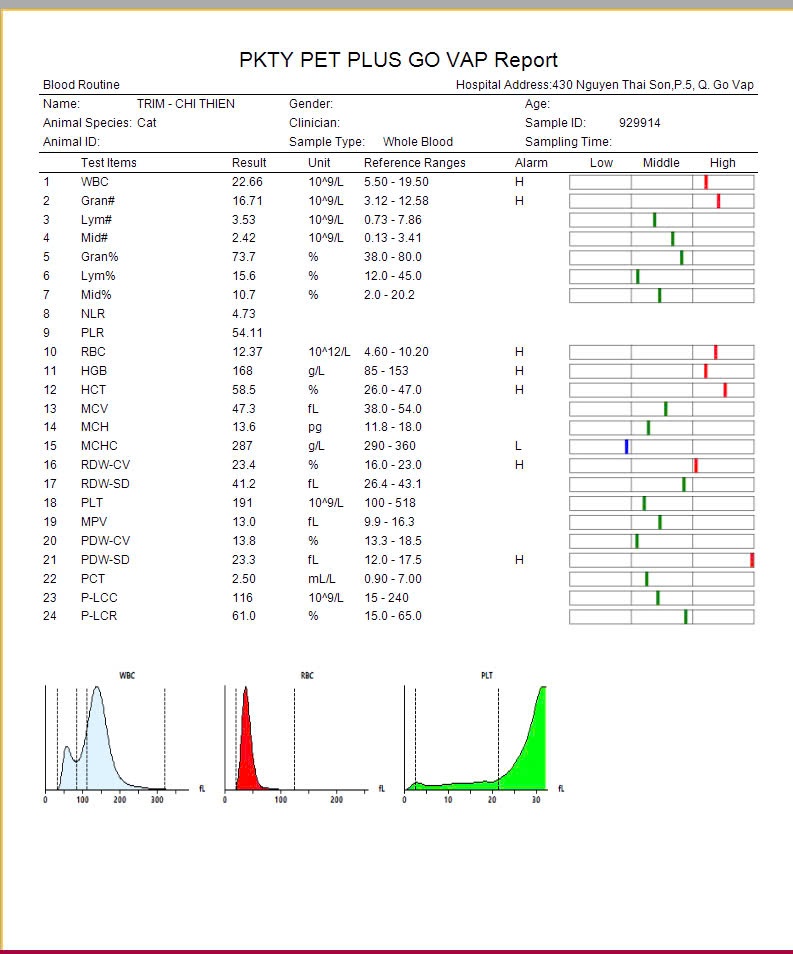 PKTY PET PLUS GO VAP Report
Blood Routine Hospital Address:430 Nguyen Thai Son,P.5, Q. Go Vap
Name: TRIM - CHI THIEN Gender: Age:
Animal Species: Cat Clinician: Sample ID: 929914
Animal ID: Sample Type: Whole Blood Sampling Time:
Test Items Result Unit Reference Ranges Alarm Low Middle High
1 WBC 22.66 10^9/L 5.50 - 19.50 H
2 Gran# 16.71 10^9/L 3.12 - 12.58 H
3 Lym# 3.53 10^9/L 0.73 - 7.86
4 Mid# 2.42 10^9/L 0.13 - 3.41
5 Gran% 73.7 % 38.0 - 80.0
6 Lym% 15.6 % 12.0 - 45.0
7 Mid% 10.7 % 2.0 - 20.2
8 NLR 4.73
9 PLR 54.11
10 RBC 12.37 10^12/L 4.60 - 10.20 H
11 HGB 168 g/L 85 - 153 H
12 HCT 58.5 % 26.0 - 47.0 H
13 MCV 47.3 fL 38.0 - 54.0
14 MCH 13.6 pg 11.8 - 18.0
15 MCHC 287 g/L 290 - 360 L
16 RDW-CV 23.4 % 16.0 - 23.0 H
17 RDW-SD 41.2 fL 26.4 - 43.1
18 PLT 191 10^9/L 100 - 518
19 MPV 13.0 fL 9.9 - 16.3
20 PDW-CV 13.8 % 13.3 - 18.5
21 PDW-SD 23.3 fL 12.0 - 17.5 H
22 PCT 2.50 mL/L 0.90 - 7.00
23 P-LCC 116 10^9/L 15 - 240
24 P-LCR 61.0 % 15.0 - 65.0
WBC RBC PLT
fL fL fL
0 100 200 300 0 100 200 0 10 20 30